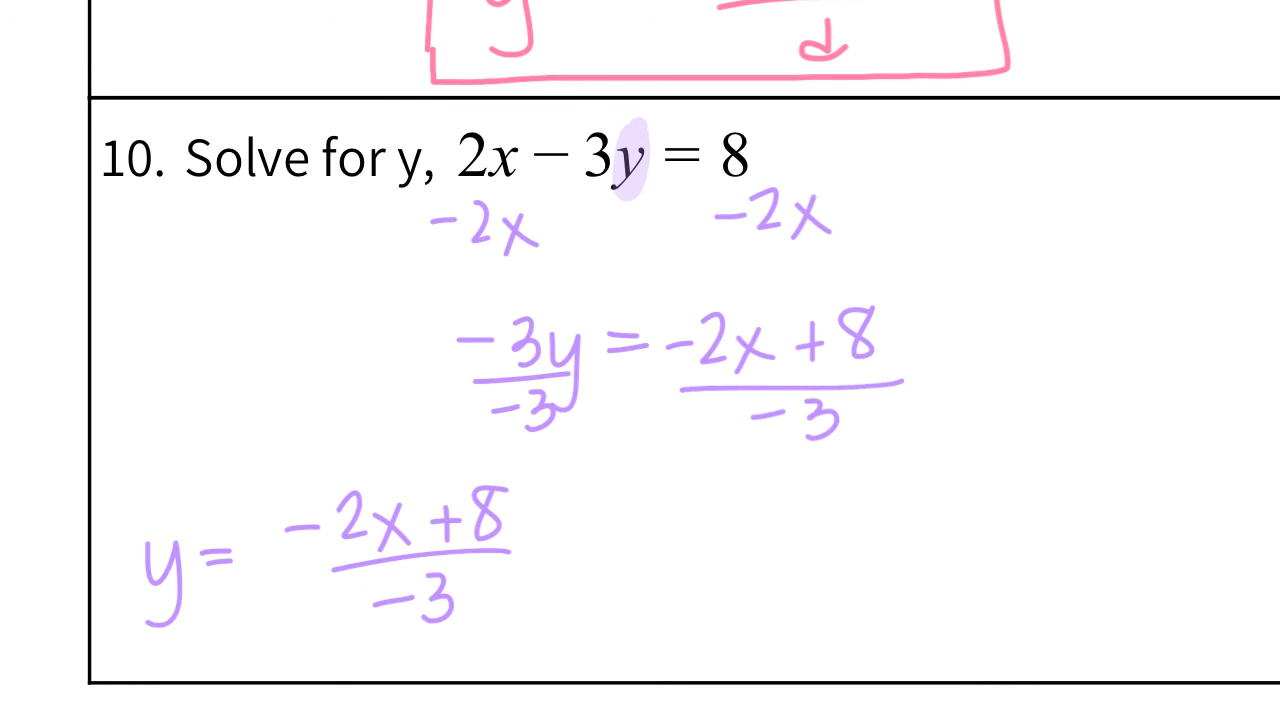 y d
10. Solve for y, 2x − 3y = 8
-2x -2x
-3y = -2x + 8
-3 -3
y = -2x + 8
-3